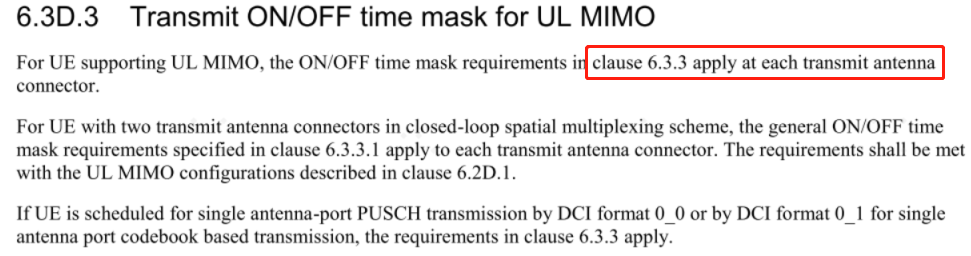 6.3D.3 Transmit ON/OFF time mask for UL MIMO
For UE supporting UL MIMO, the ON/OFF time mask requirements in clause 6.3.3 apply at each transmit antenna
connector.
For UE with two transmit antenna connectors in closed-loop spatial multiplexing scheme, the general ON/OFF time
mask requirements specified in clause 6.3.3.1 apply to each transmit antenna connector. The requirements shall be met
with the UL MIMO configurations described in clause 6.2D.1.
If UE is scheduled for single antenna-port PUSCH transmission by DCI format 0_0 or by DCI format 0_1 for single
antenna port codebook based transmission, the requirements in clause 6.3.3 apply.